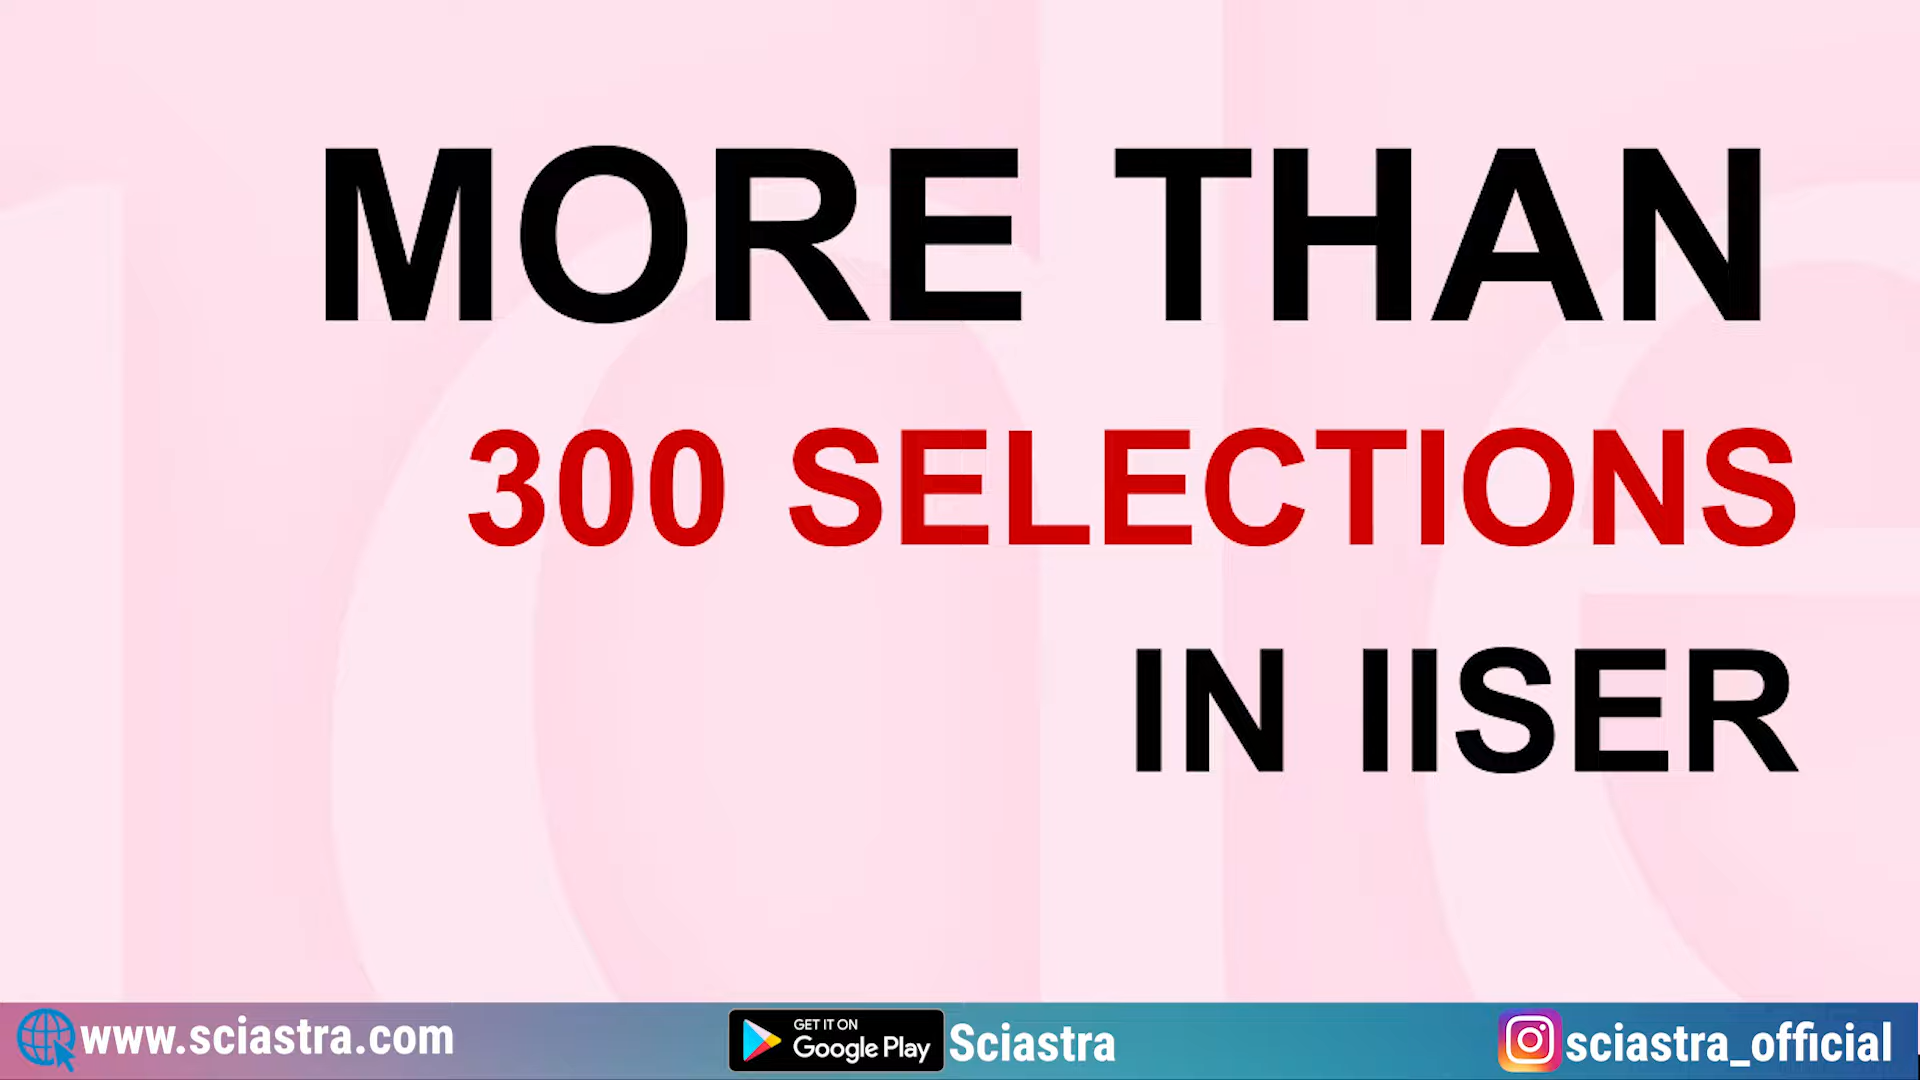 MORE THAN
300 SELECTIONS
IN IISER
www.sciastra.com
GET IT ON
Google Play
Sciastra
sciastra_official